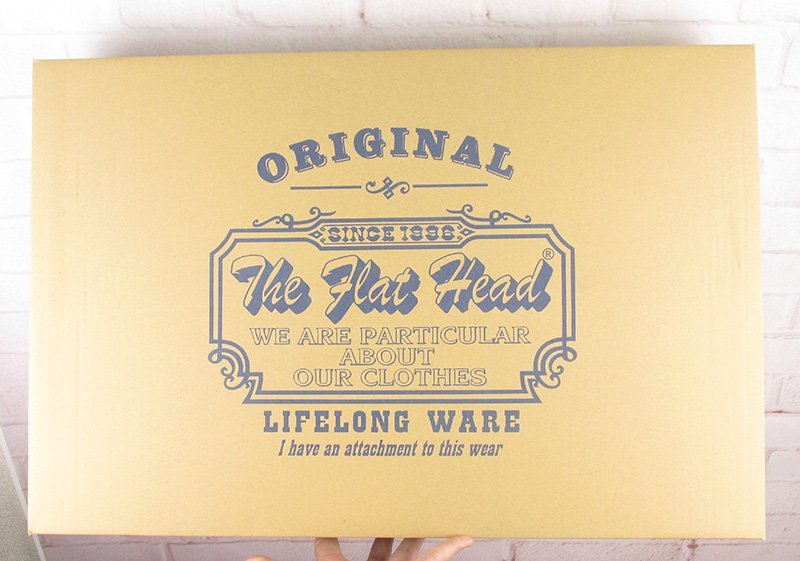 ORIGINAL
SINCE 1996
The Flat Head®
WE ARE PARTICULAR
ABOUT
OUR CLOTHES
LIFELONG WARE
I have an attachment to this wear